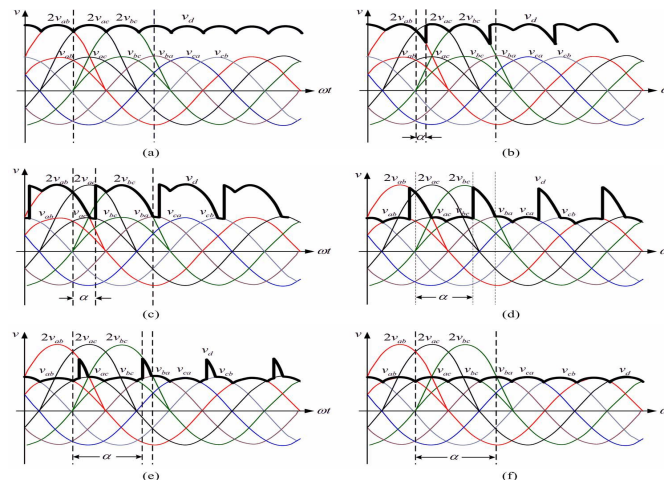 v 2v_ab 2v_ac 2v_bc v_d
v_ab v_ac v_bc v_ba v_ca v_cb
ωt
(a)
v 2v_ab 2v_ac 2v_bc v_d
v_ab v_ac v_bc v_ba v_ca v_cb
α
(b)
v 2v_ab 2v_ac 2v_bc v_d
v_ab v_ac v_bc v_ba v_ca v_cb
ωt
α
(c)
v 2v_ab 2v_ac 2v_bc v_d
v_ab v_ac v_bc v_ba v_ca v_cb
α
(d)
v 2v_ab 2v_ac 2v_bc v_d
v_ab v_ac v_bc v_ba v_ca v_cb
ωt
α
(e)
v 2v_ab 2v_ac 2v_bc
v_ab v_ac v_bc v_ba v_ca v_cb v_d
α
(f)